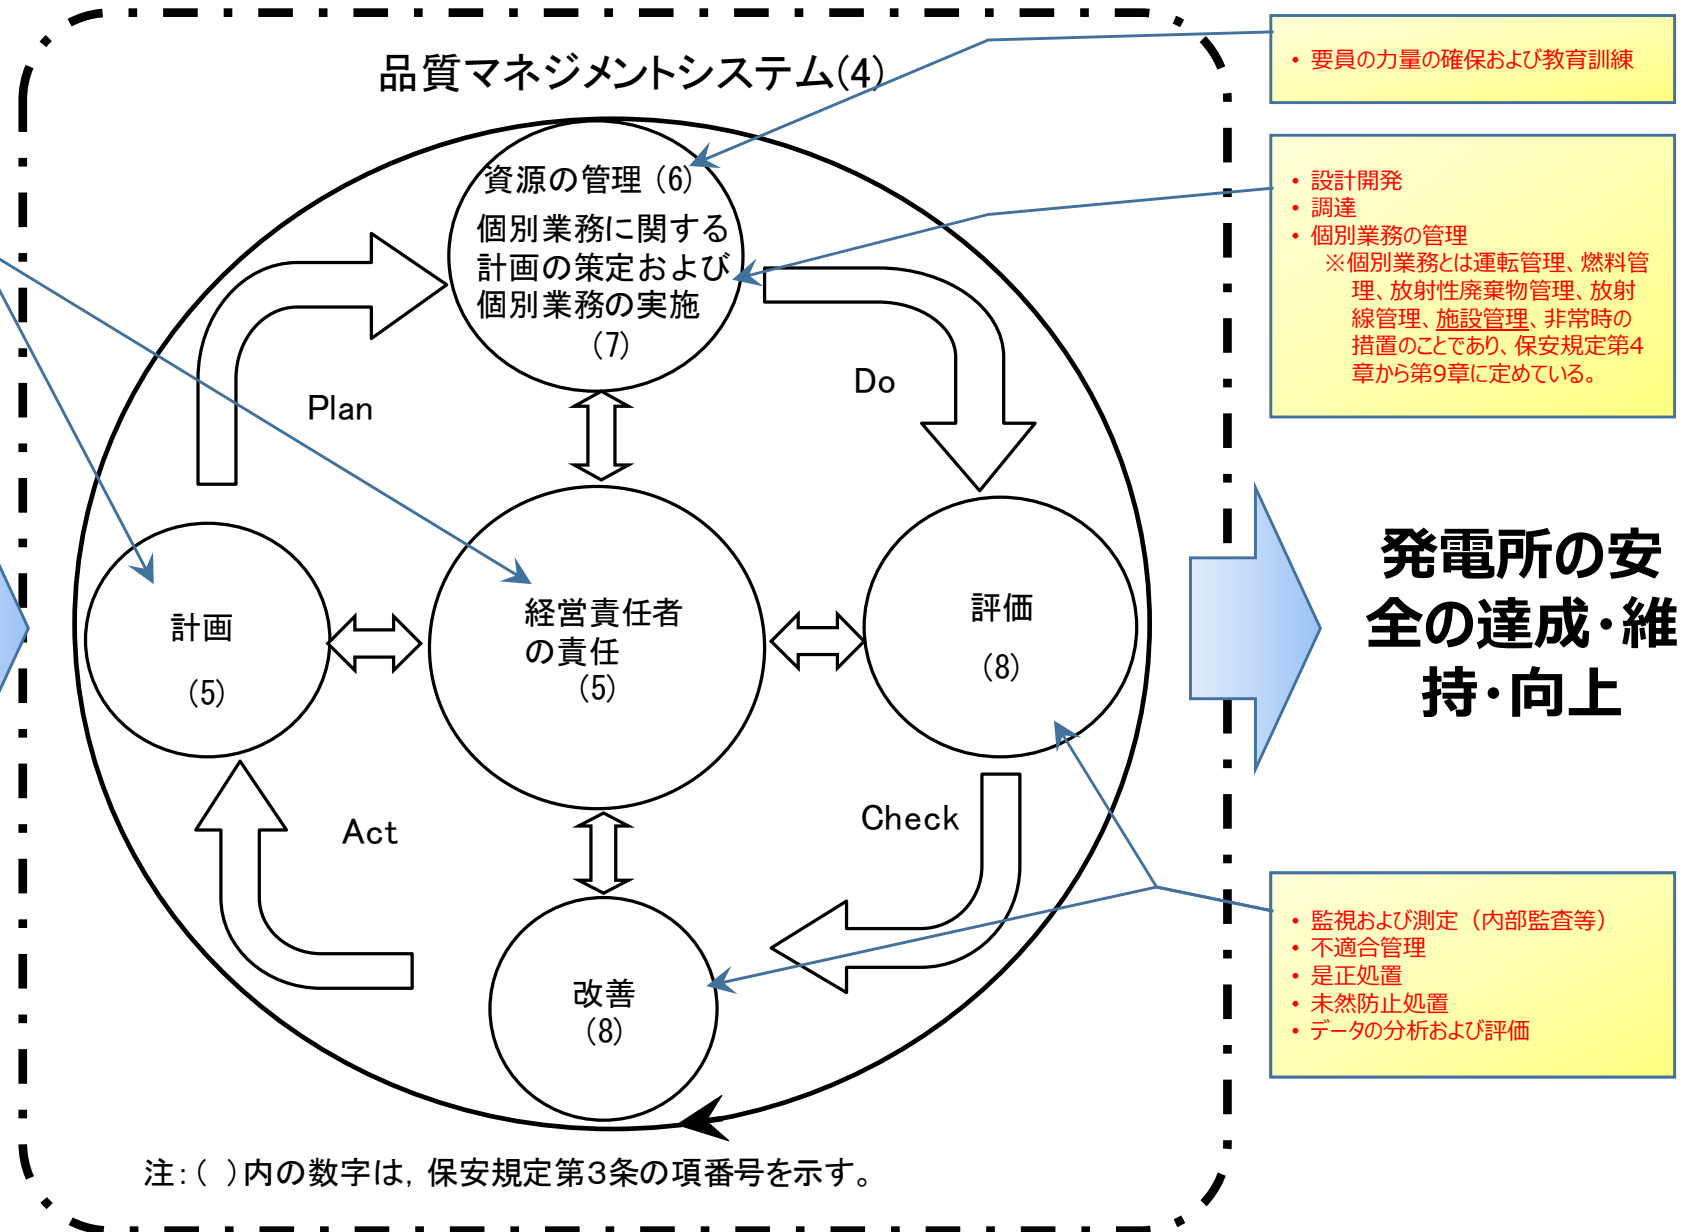 品質マネジメントシステム(4)
資源の管理 (6)
個別業務に関する
計画の策定および
個別業務の実施
(7)
Plan
Do
計画
(5)
経営責任者
の責任
(5)
評価
(8)
Act
Check
改善
(8)
注:( )内の数字は, 保安規定第3条の項番号を示す。
・要員の力量の確保および教育訓練
・設計開発
・調達
・個別業務の管理
※個別業務とは運転管理、燃料管
理、放射性廃棄物管理、放射
線管理、施設管理、非常時の
措置のことであり、保安規定第4
章から第9章に定めている。
発電所の安
全の達成・維
持・向上
・監視および測定（内部監査等）
・不適合管理
・是正処置
・未然防止処置
・データの分析および評価